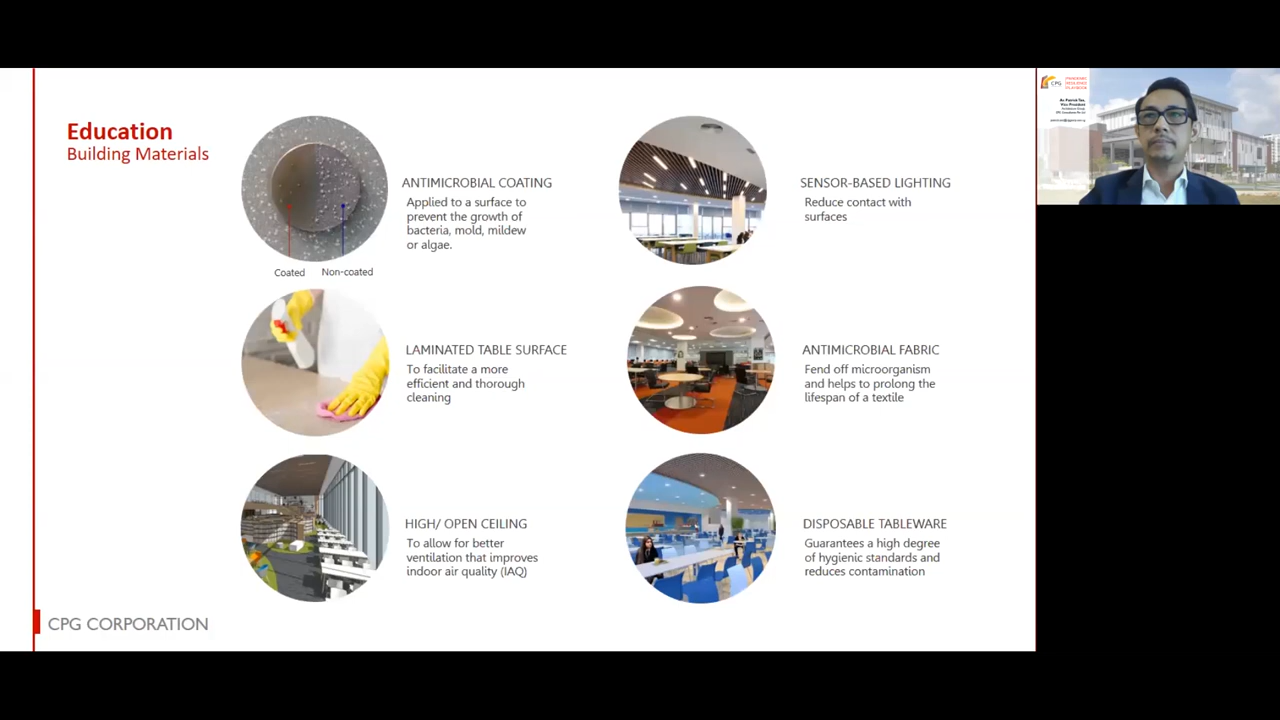 Education
Building Materials
ANTIMICROBIAL COATING
Applied to a surface to
prevent the growth of
bacteria, mold, mildew
or algae.
Coated
Non-coated
SENSOR-BASED LIGHTING
Reduce contact with
surfaces
LAMINATED TABLE SURFACE
To facilitate a more
efficient and thorough
cleaning
ANTIMICROBIAL FABRIC
Fend off microorganism
and helps to prolong the
lifespan of a textile
HIGH/ OPEN CEILING
To allow for better
ventilation that improves
indoor air quality (IAQ)
DISPOSABLE TABLEWARE
Guarantees a high degree
of hygienic standards and
reduces contamination
CPG CORPORATION
CPG
Vice President